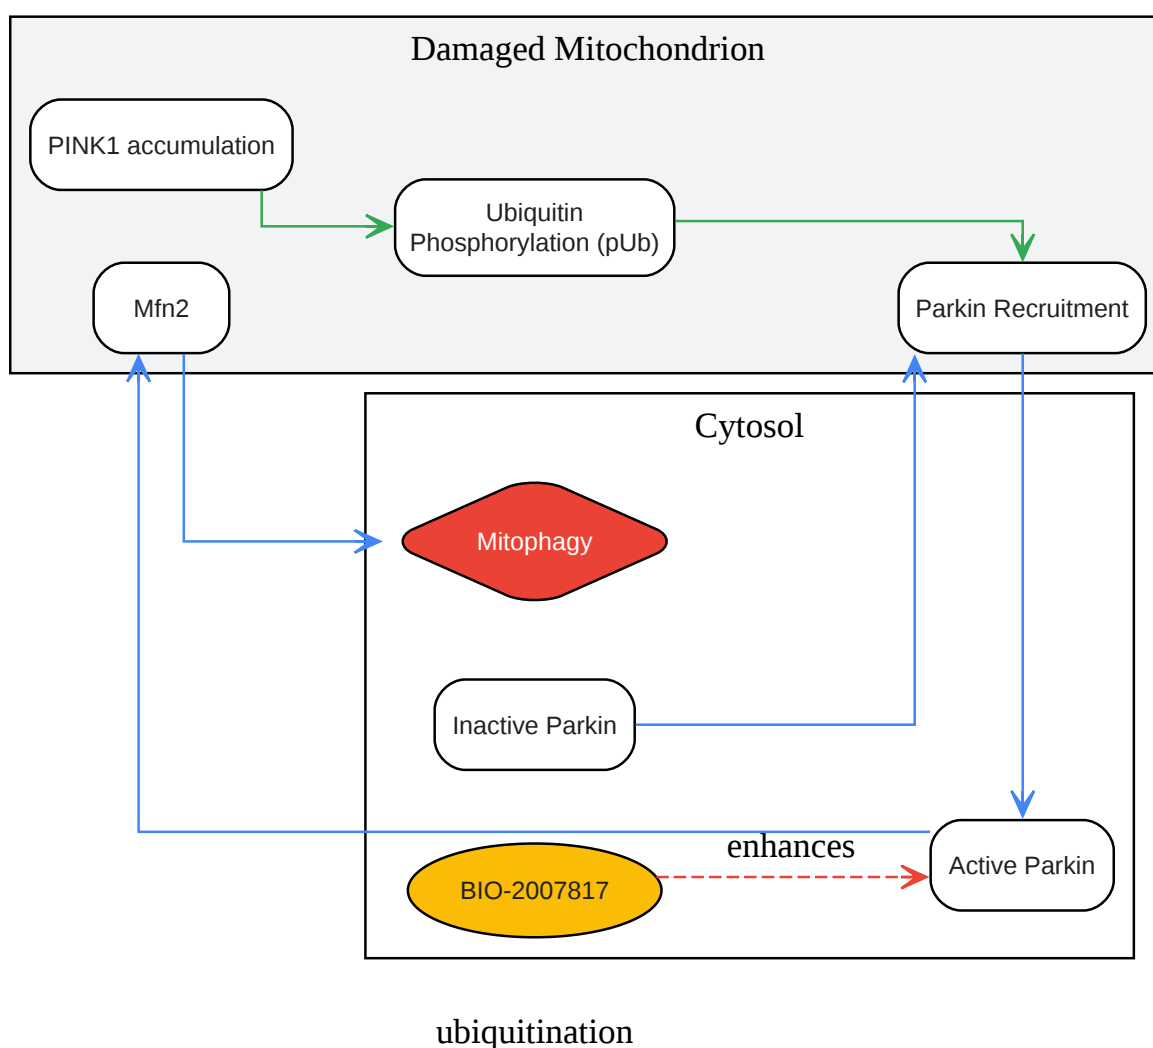 Damaged Mitochondrion
PINK1 accumulation
Ubiquitin
Phosphorylation (pUb)
Mfn2
Parkin Recruitment
Cytosol
Mitophagy
Inactive Parkin
enhances
BIO-2007817
Active Parkin
ubiquitination